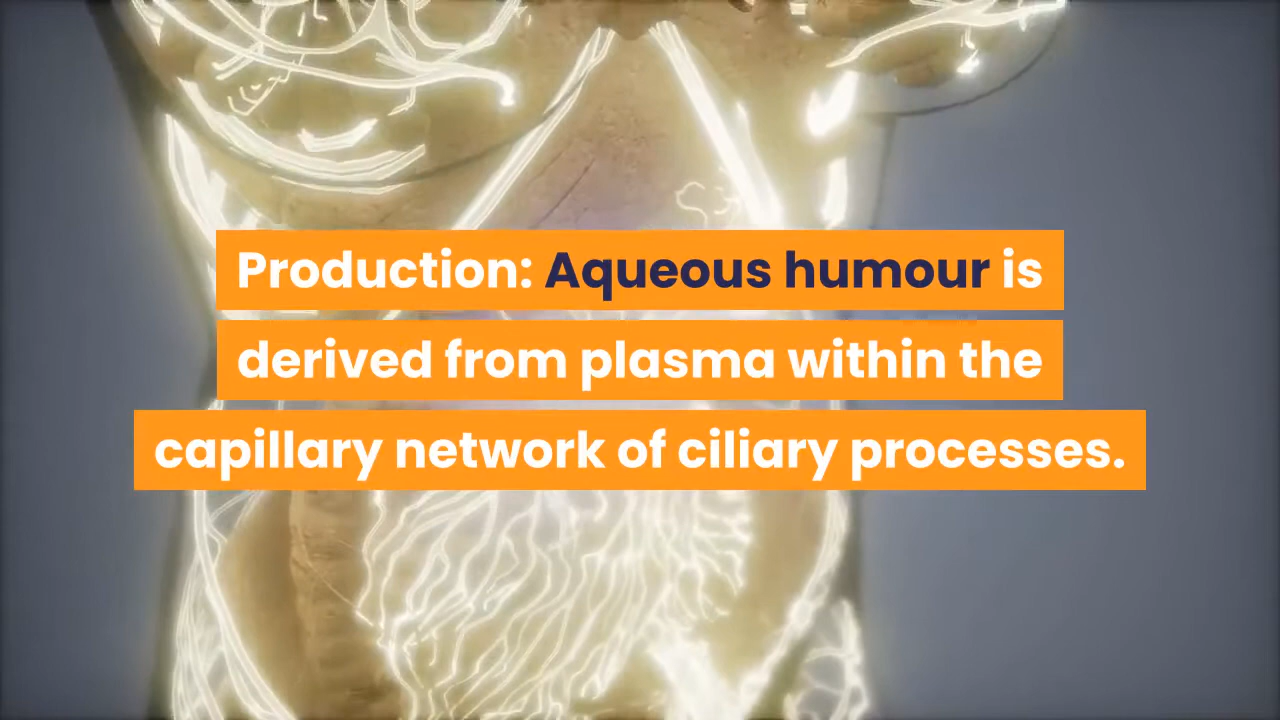 Production: Aqueous humour is
derived from plasma within the
capillary network of ciliary processes.